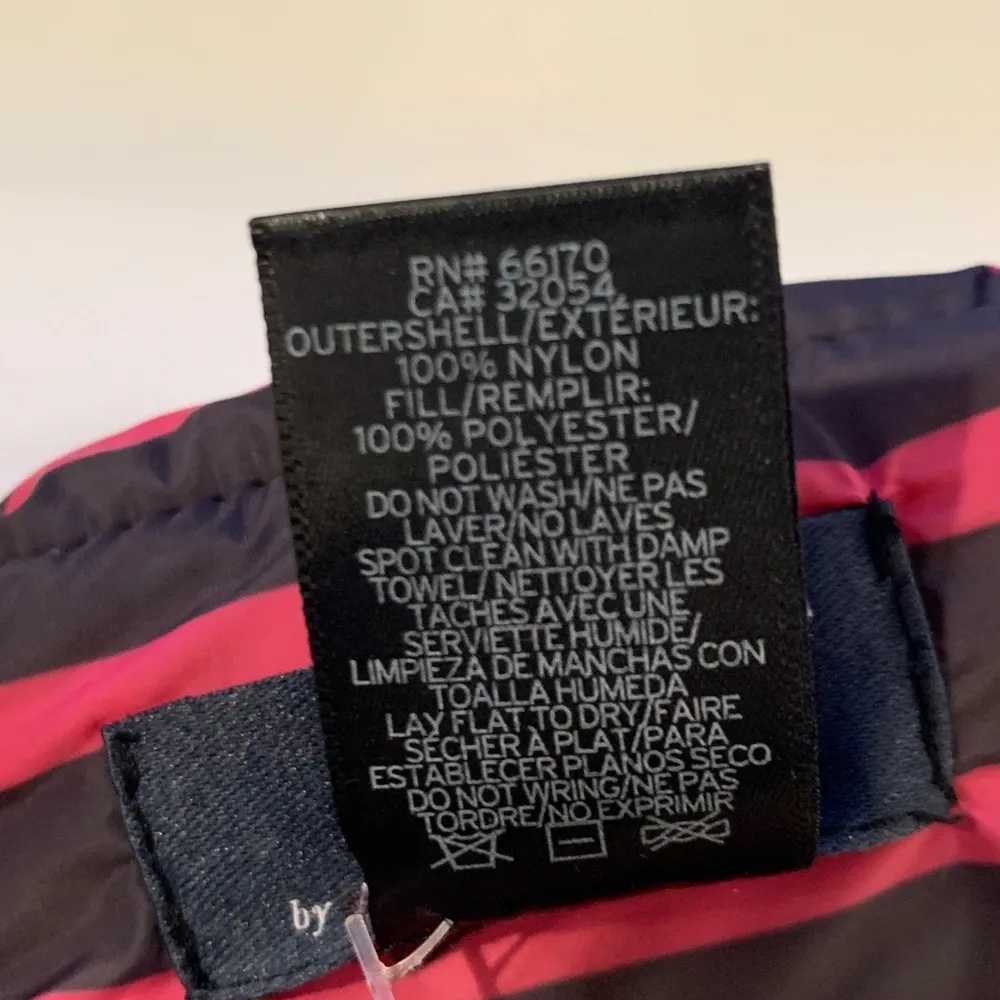 RN# 66170
CA# 32054
OUTERSHELL/EXTÉRIEUR:
100% NYLON
FILL/REMPLIR:
100% POLYESTER/
POLIÉSTER
DO NOT WASH/NE PAS
LAVER/NO LAVES
SPOT CLEAN WITH DAMP
TOWEL/ NETTOYER LES
TACHES AVEC UNE
SERVIETTE HUMIDE/
LIMPIEZA DE MANCHAS CON
TOALLA HUMEDA
LAY FLAT TO DRY/FAIRE
SÉCHER À PLAT/PARA
ESTABLECER PLANOS SECO
DO NOT WRING/NE PAS
TORDRE/NO EXPRIMIR
by